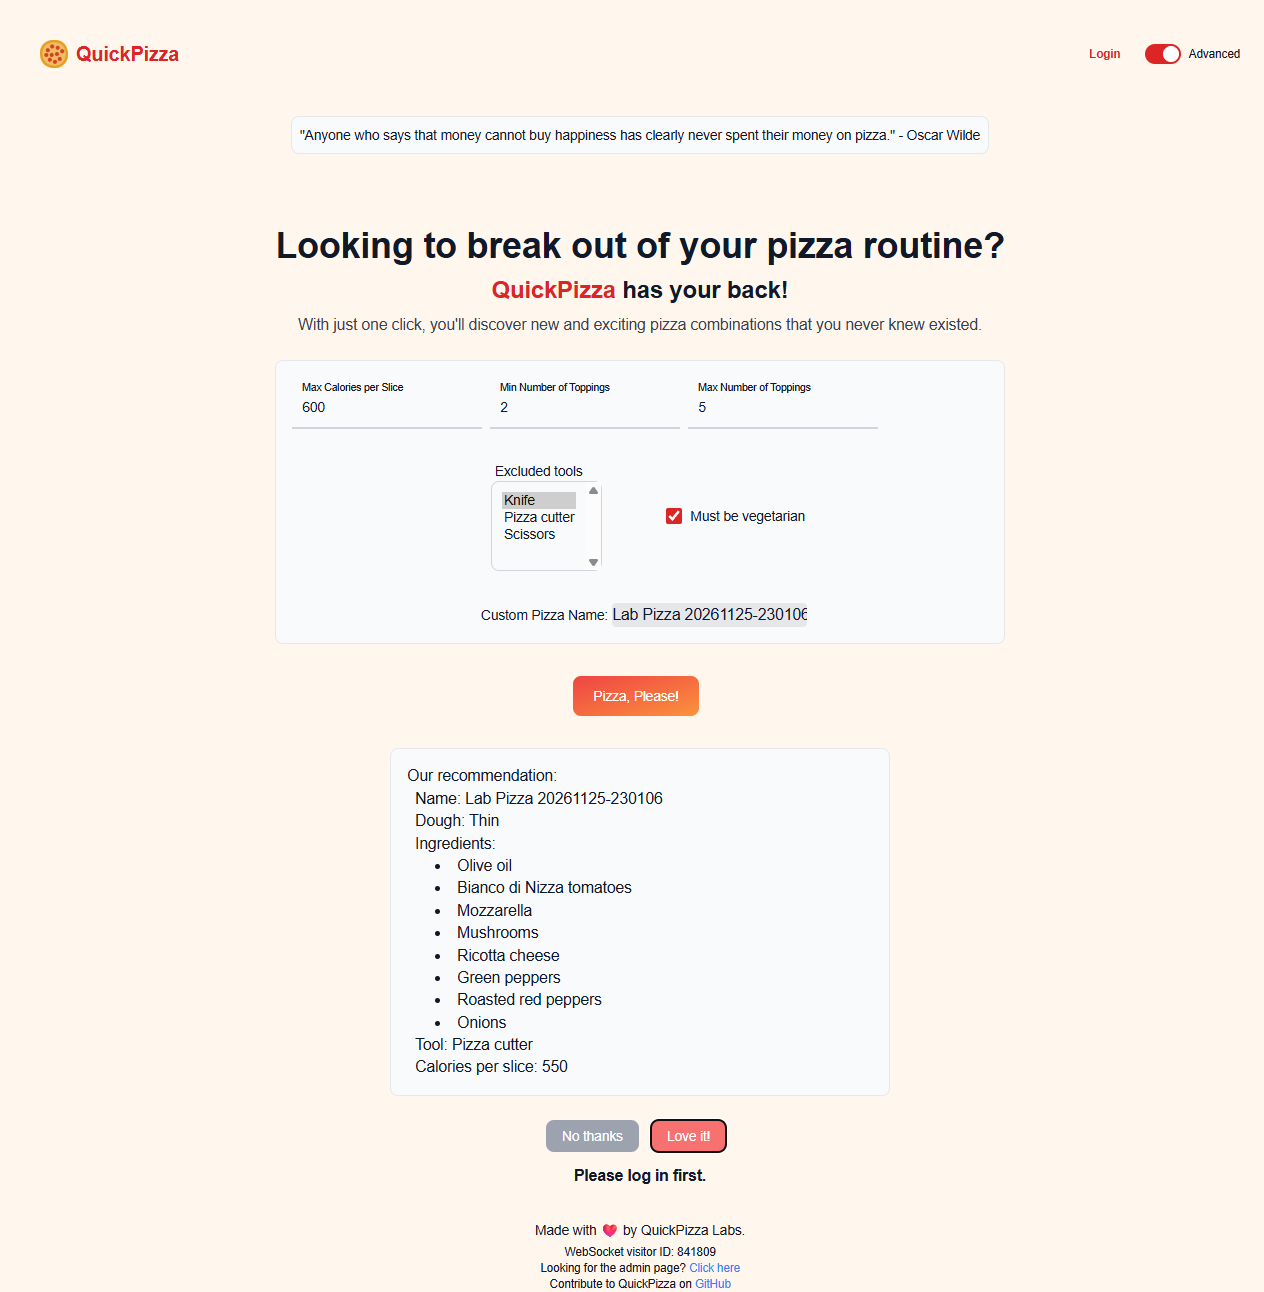 QuickPizza
Login
Advanced
"Anyone who says that money cannot buy happiness has clearly never spent their money on pizza." - Oscar Wilde
Looking to break out of your pizza routine?
QuickPizza has your back!
With just one click, you'll discover new and exciting pizza combinations that you never knew existed.
Max Calories per Slice
600
Min Number of Toppings
2
Max Number of Toppings
5
Excluded tools
Knife
Pizza cutter
Scissors
Must be vegetarian
Custom Pizza Name: Lab Pizza 20261125-230106
Pizza, Please!
Our recommendation:
Name: Lab Pizza 20261125-230106
Dough: Thin
Ingredients:
Olive oil
Bianco di Nizza tomatoes
Mozzarella
Mushrooms
Ricotta cheese
Green peppers
Roasted red peppers
Onions
Tool: Pizza cutter
Calories per slice: 550
No thanks
Love it!
Please log in first.
Made with ❤️ by QuickPizza Labs.
WebSocket visitor ID: 841809
Looking for the admin page? Click here
Contribute to QuickPizza on GitHub